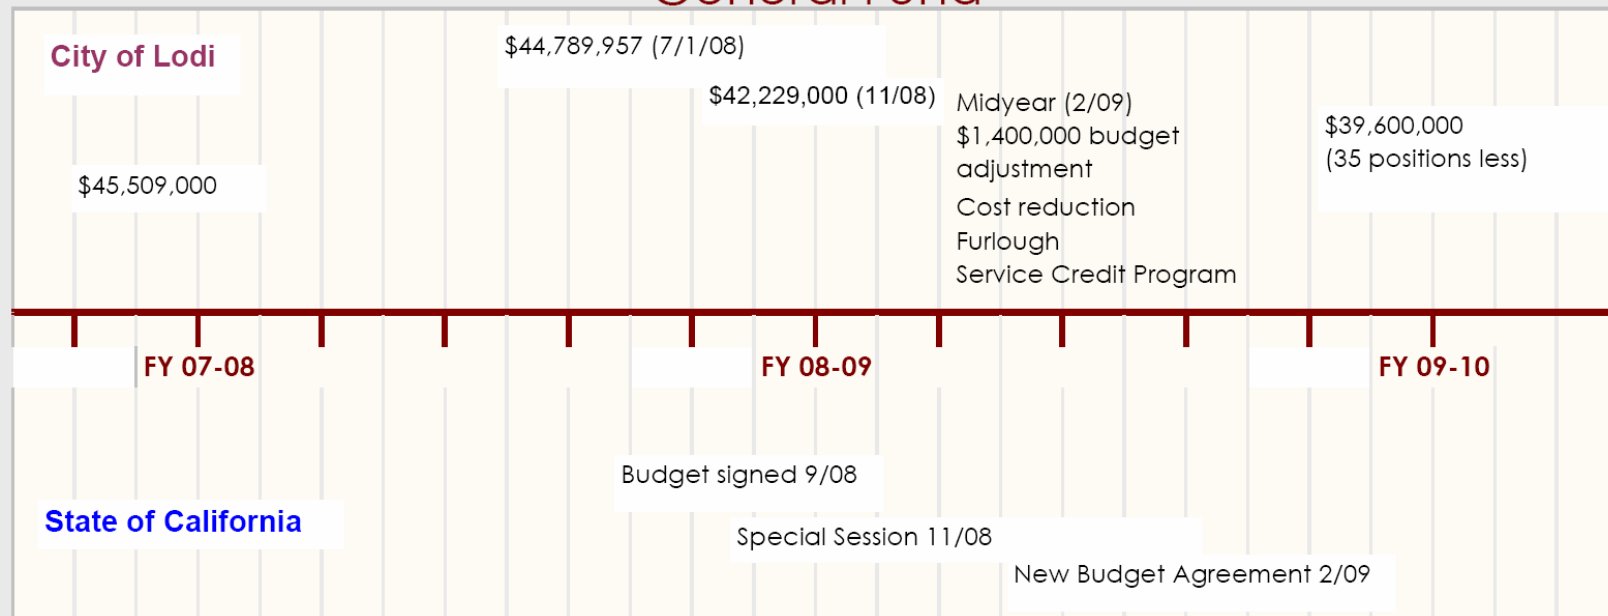 General Fund
City of Lodi
$44,789,957 (7/1/08)
$42,229,000 (11/08)
Midyear (2/09)
$1,400,000 budget
adjustment
Cost reduction
Furlough
Service Credit Program
$39,600,000
(35 positions less)
$45,509,000
FY 07-08
FY 08-09
FY 09-10
Budget signed 9/08
State of California
Special Session 11/08
New Budget Agreement 2/09